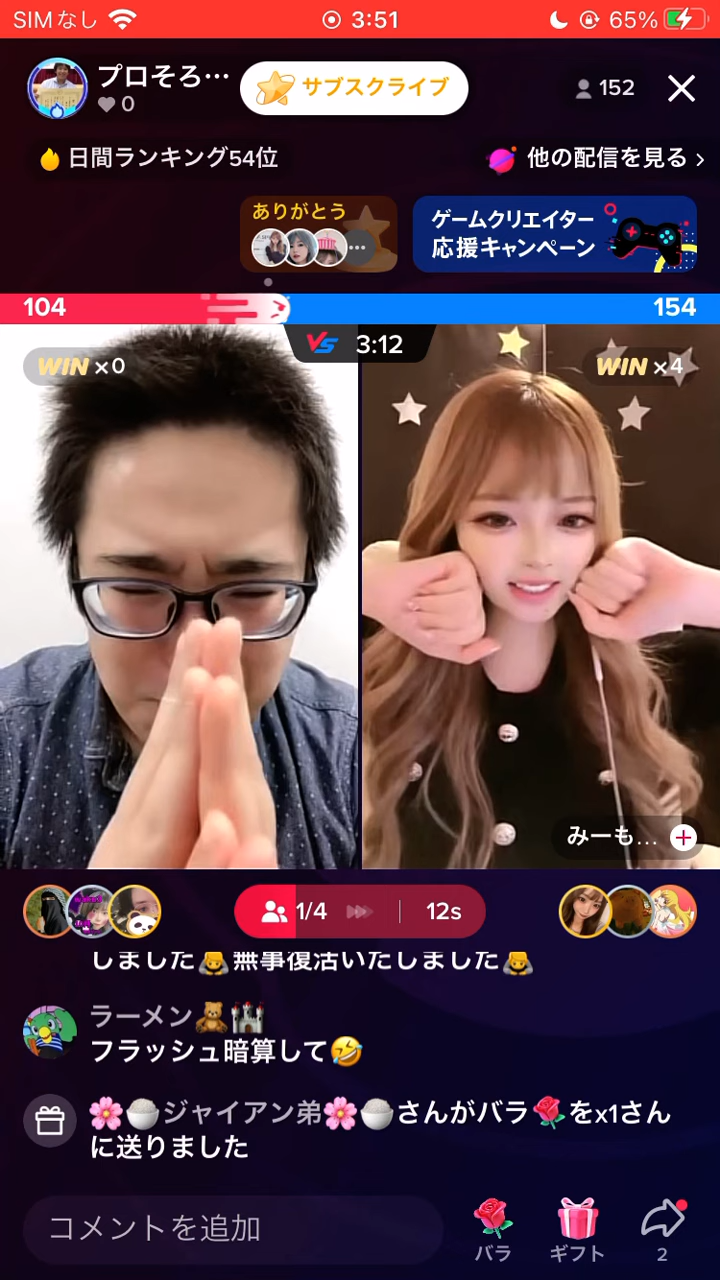 SIMなし
3:51
65%
プロそろ…
0
サブスクライブ
152
日間ランキング54位
他の配信を見る
ありがとう
ゲームクリエイター
応援キャンペーン
104
154
WIN ×0
VS 3:12
WIN ×4
みーも…
1/4
12s
しました🙇無事復活いたしました🙇
ラーメン🧸🏰
フラッシュ暗算して🤣
🌸🍚ジャイアン弟🌸🍚さんがバラ🌹をx1さん
に送りました
コメントを追加
バラ
ギフト
2